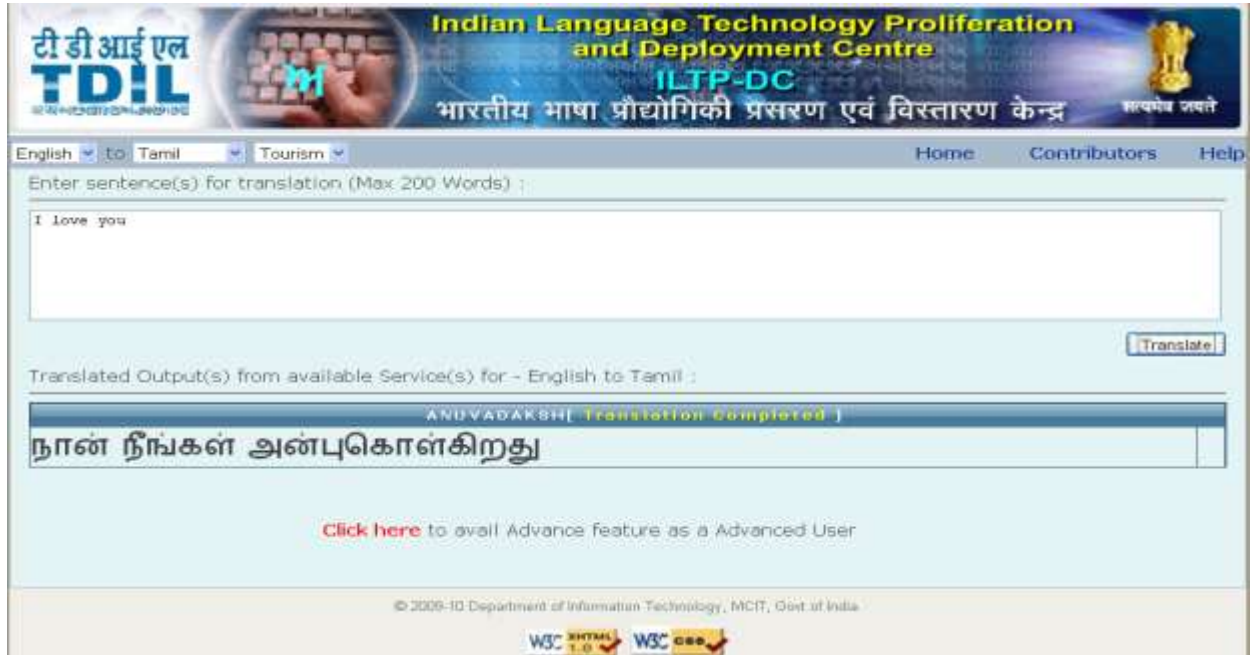 टी डी आई एल
TDIL
Indian Language Technology Proliferation
and Deployment Centre
ILTP-DC
भारतीय भाषा प्रौद्योगिकी प्रसरण एवं विस्तारण केन्द्र
सत्यमेव जयते
English to Tamil Tourism Home Contributors Help
Enter sentence(s) for translation (Max 200 Words) :
I love you
Translate
Translated Output(s) from available Service(s) for - English to Tamil :
ANUVADAKSH[ Translation Completed ]
நான் நீங்கள் அன்புகொள்கிறது
Click here to avail Advance feature as a Advanced User
© 2009-10 Department of Information Technology, MCIT, Govt of India
W3C XHTML 1.0 W3C CSS